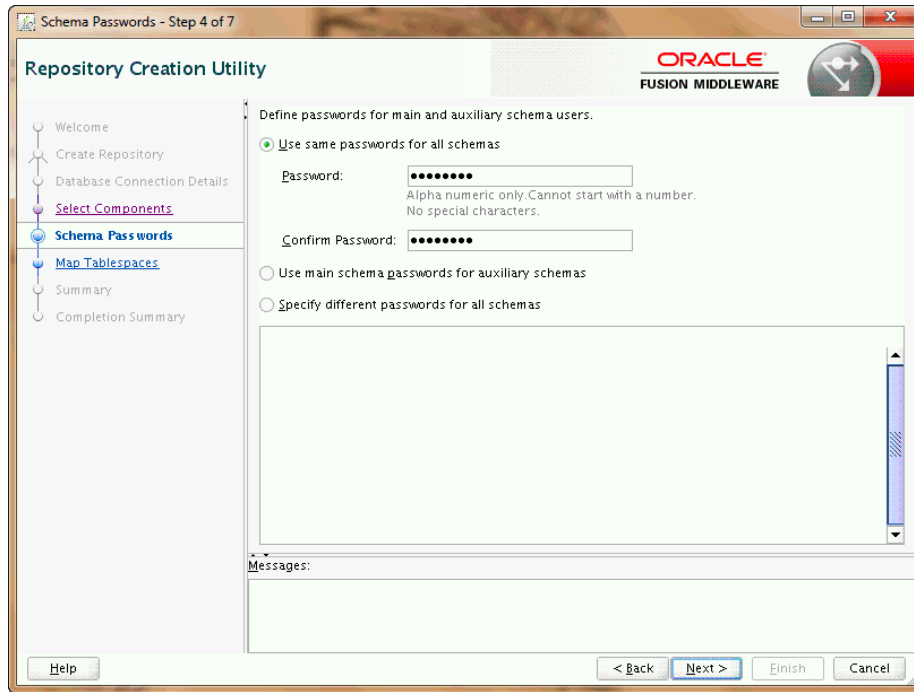 Schema Passwords - Step 4 of 7
Repository Creation Utility
ORACLE
FUSION MIDDLEWARE
Welcome
Create Repository
Database Connection Details
Select Components
Schema Passwords
Map Tablespaces
Summary
Completion Summary
Define passwords for main and auxiliary schema users.
Use same passwords for all schemas
Password: ●●●●●●●●
Alpha numeric only.Cannot start with a number.
No special characters.
Confirm Password: ●●●●●●●●
Use main schema passwords for auxiliary schemas
Specify different passwords for all schemas
Messages:
Help
< Back
Next >
Finish
Cancel